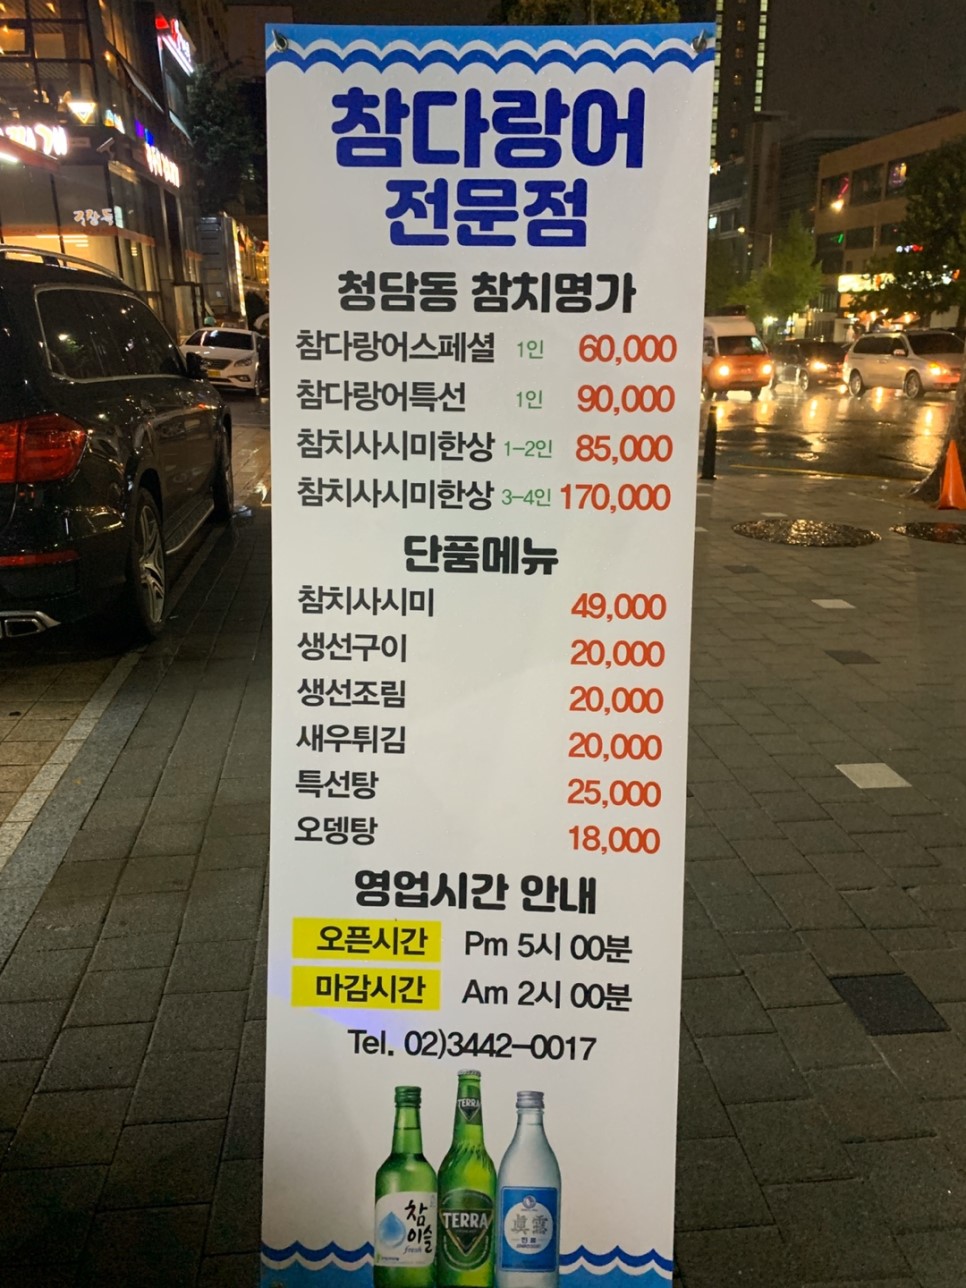 참다랑어
전문점
청담동 참치명가
참다랑어스페셜 1인 60,000
참다랑어특선 1인 90,000
참치사시미한상 1-2인 85,000
참치사시미한상 3-4인 170,000
단품메뉴
참치사시미 49,000
생선구이 20,000
생선조림 20,000
새우튀김 20,000
특선탕 25,000
오뎅탕 18,000
영업시간 안내
오픈시간 Pm 5시 00분
마감시간 Am 2시 00분
Tel. 02)3442-0017
TERRA
참이슬
fresh
TERRA